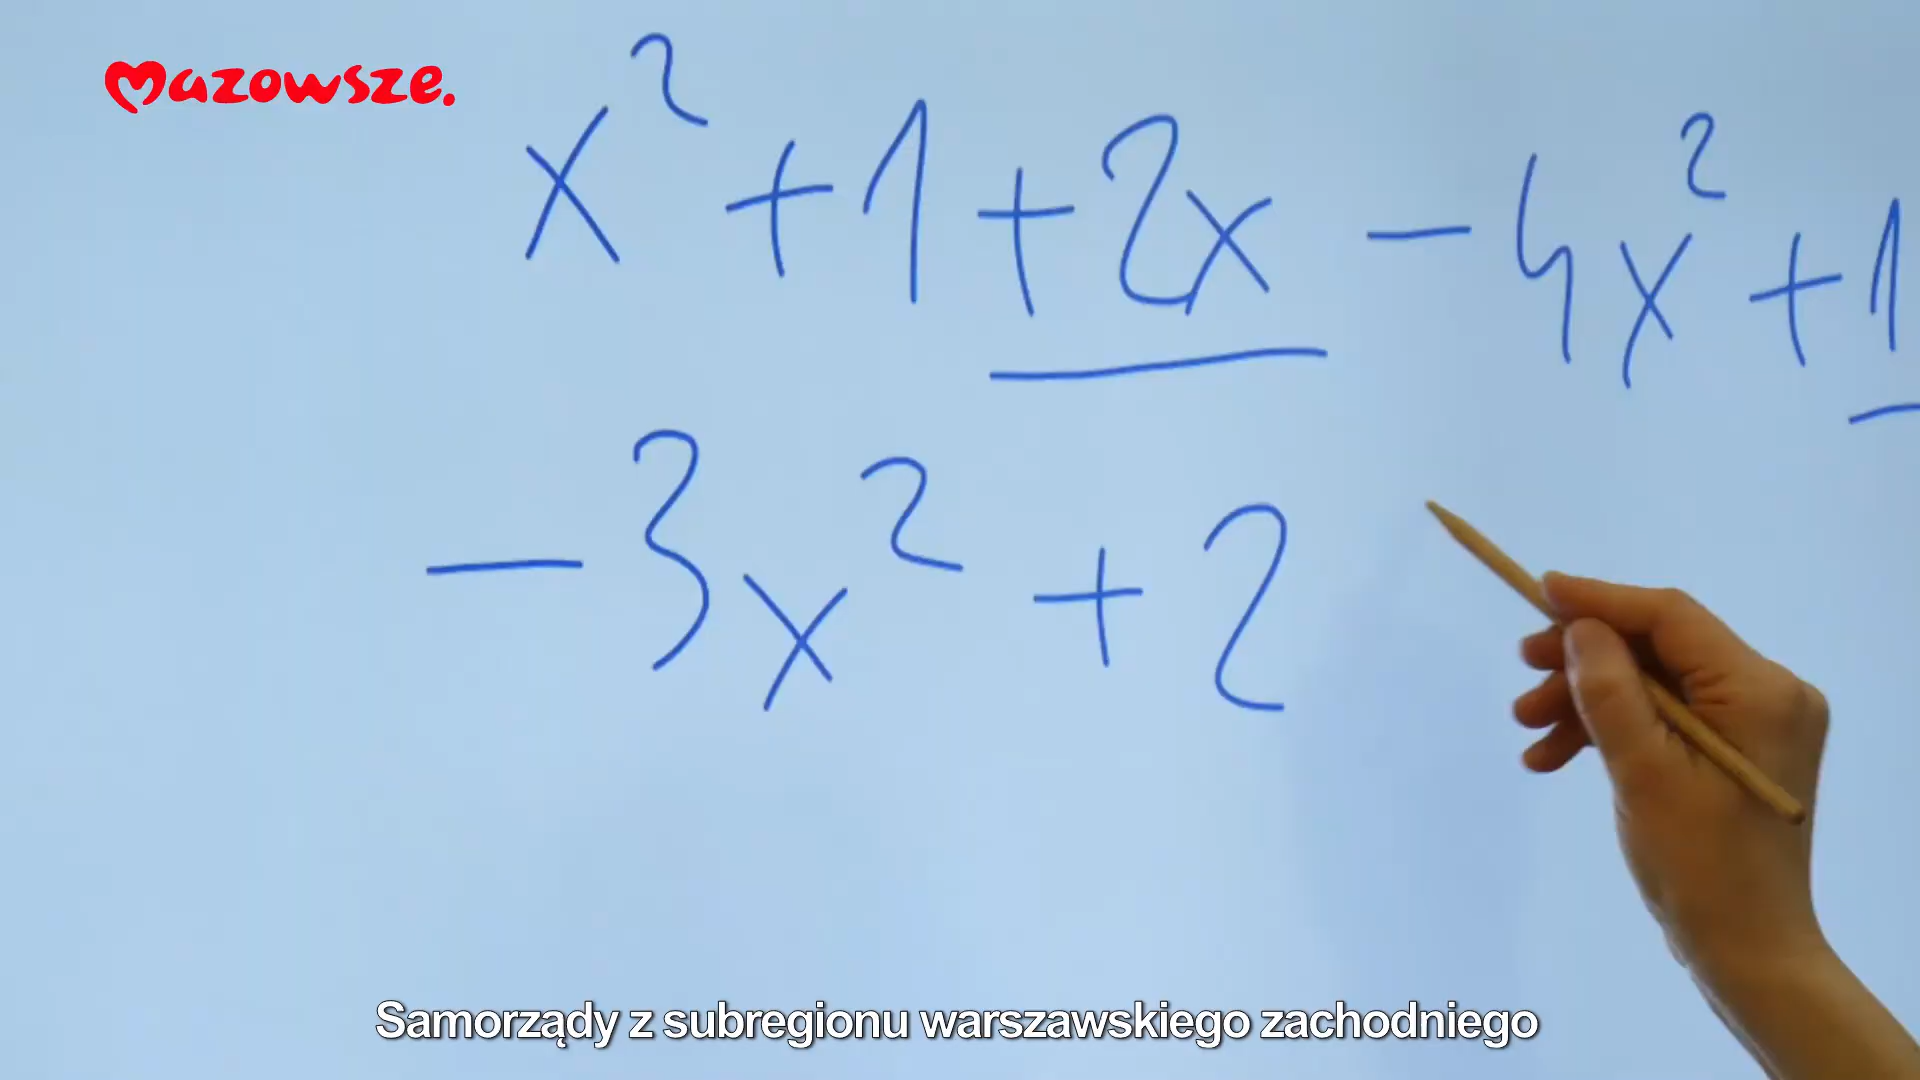 Mazowsze.
x² + 1 + 2x - 4x² + 1
- 3x² + 2
Samorządy z subregionu warszawskiego zachodniego